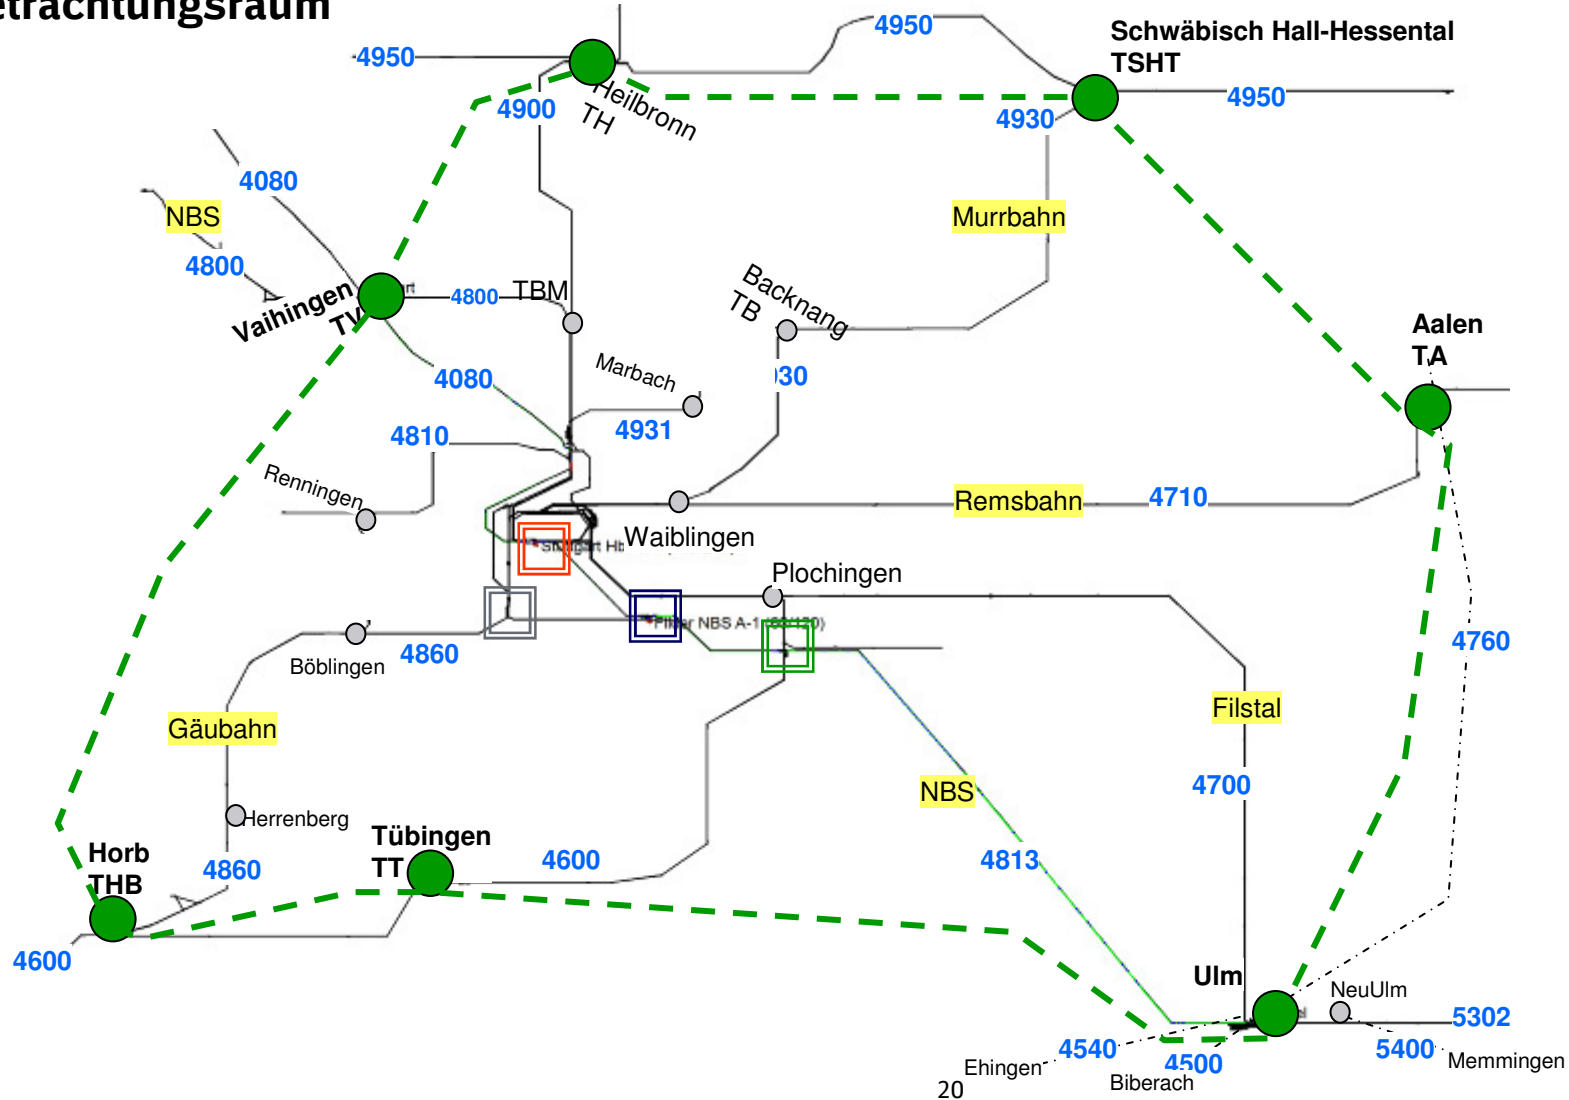 etrachtungsraum
4950
4950
Schwäbisch Hall-Hessental
TSHT
4950
4900
Heilbronn
TH
4930
4080
NBS
4800
Murrbahn
Vaihingen
TV
4800
TBM
Backnang
TB
Aalen
TA
4080
Marbach
4931
30
4810
Renningen
Remsbahn
4710
Waiblingen
Plochingen
Böblingen
4860
4760
Gäubahn
Filstal
NBS
4700
Herrenberg
Tübingen
TT
4600
4813
Horb
THB
4860
4600
Ulm
NeuUlm
5302
4540
4500
5400
Memmingen
Ehingen
Biberach
20